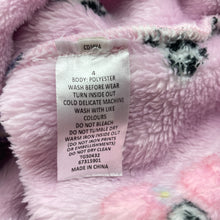 4
BODY: POLYESTER
WASH BEFORE WEAR
TURN INSIDE OUT
COLD DELICATE MACHINE
WASH WITH LIKE
COLOURS
DO NOT BLEACH
DO NOT TUMBLE DRY
WARM IRON INSIDE OUT
(DO NOT IRON PRINTS
OR EMBELLISHMENTS)
DO NOT DRY CLEAN
T030432
67315901
MADE IN CHINA